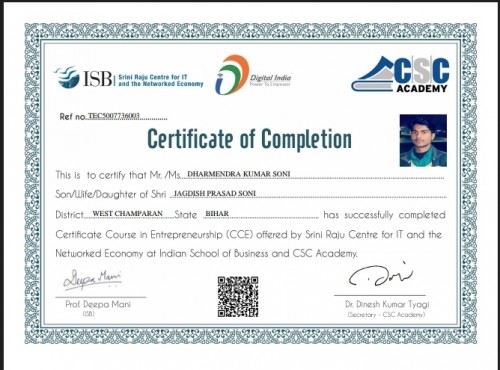 ISB Srini Raju Centre for IT
and the Networked Economy
Digital India
Power To Empower
CSC
ACADEMY
Ref no. TEC5007736003
Certificate of Completion
This is to certify that Mr. /Ms. DHARMENDRA KUMAR SONI
Son/Wife/Daughter of Shri JAGDISH PRASAD SONI
District WEST CHAMPARAN State BIHAR has successfully completed
Certificate Course in Entrepreneurship (CCE) offered by Srini Raju Centre for IT and the
Networked Economy at Indian School of Business and CSC Academy.
Deepa Mani
Prof. Deepa Mani
(ISB)
Dr. Dinesh Kumar Tyagi
(Secretary - CSC Academy)